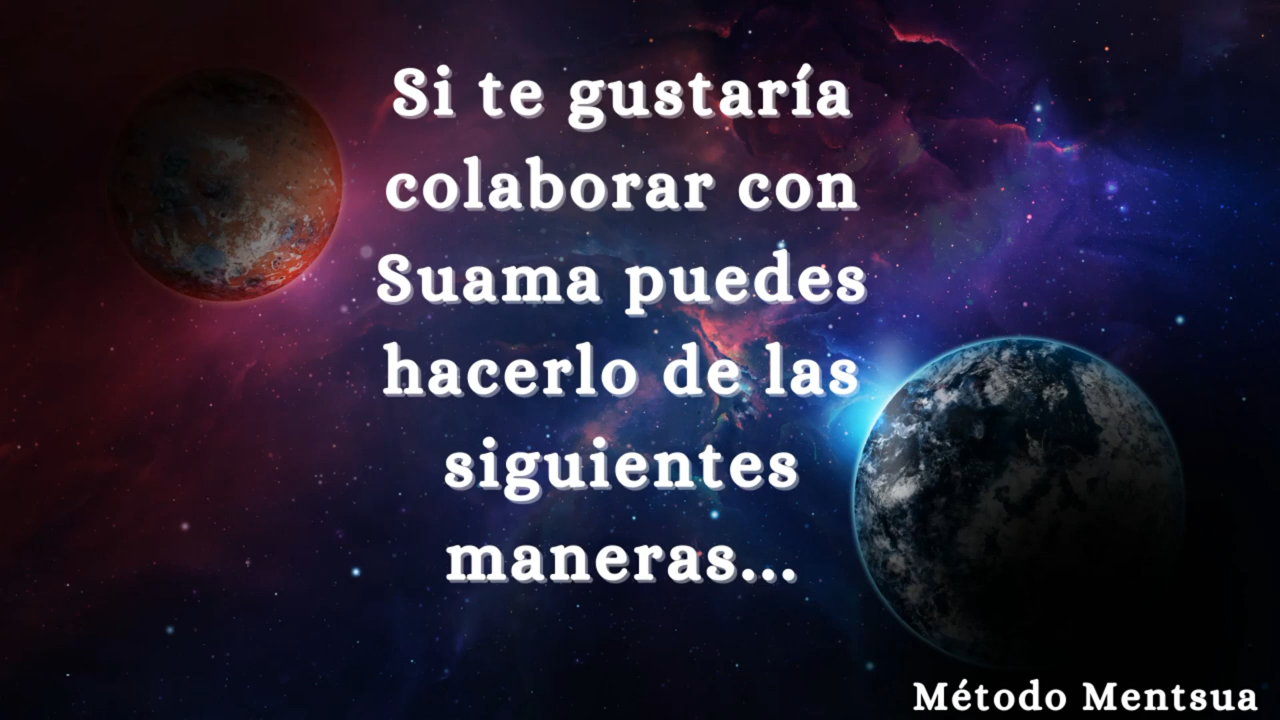 Si te gustaría
colaborar con
Suama puedes
hacerlo de las
siguientes
maneras...
Método Mentsua